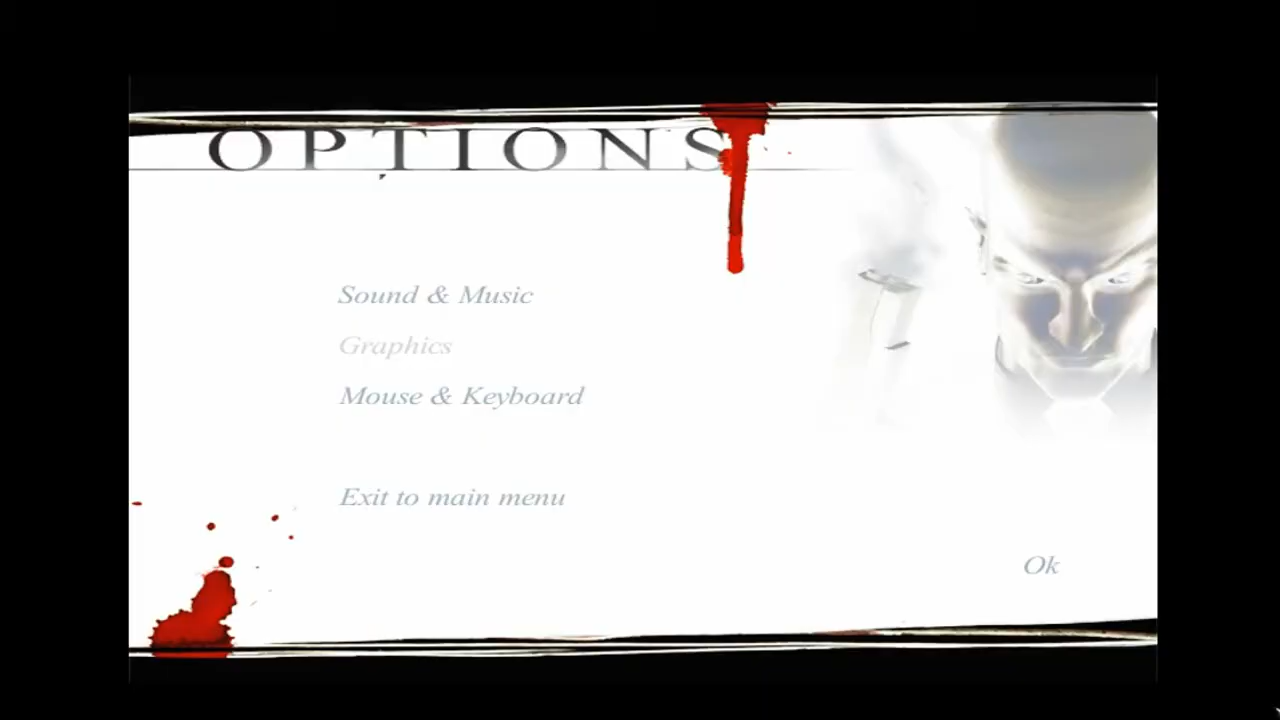 OPTIONS
Sound & Music
Graphics
Mouse & Keyboard
Exit to main menu
Ok